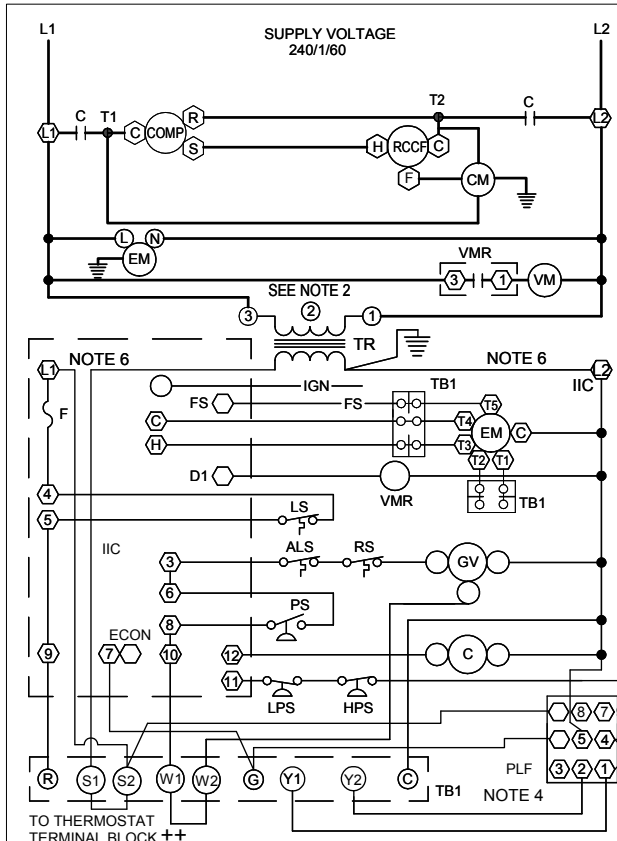 L1 SUPPLY VOLTAGE L2
240/1/60
C T1 R T2 C
L1 C COMP L2
S H RCCF C
F CM
L N VMR
EM 3 1 VM
SEE NOTE 2
3 2 1
TR
NOTE 6 NOTE 6
L1 L2
IGN TB1 IIC
FS FS T5
F C T4 EM C
H T3
T2 T1
D1
4 LS VMR TB1
5
IIC ALS RS
3 GV
6
8 PS
ECON
9 7 10 12 C
11
LPS HPS
8 7
5 4
R S1 S2 W1 W2 G Y1 Y2 C PLF 3 2 1
TB1 NOTE 4
TO THERMOSTAT
TERMINAL BLOCK ++